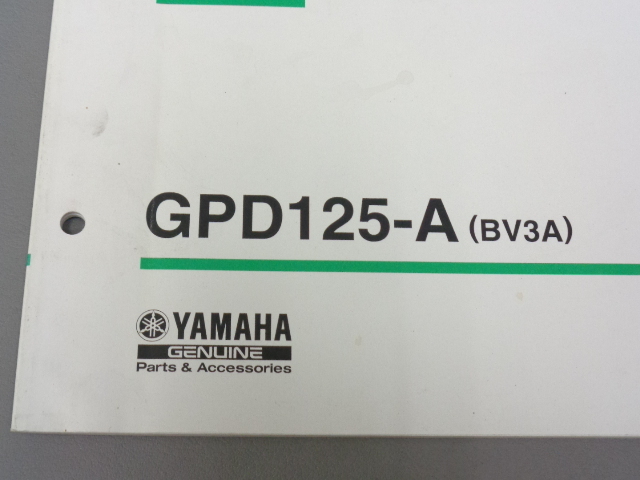 GPD125-A (BV3A)
YAMAHA
GENUINE
Parts & Accessories